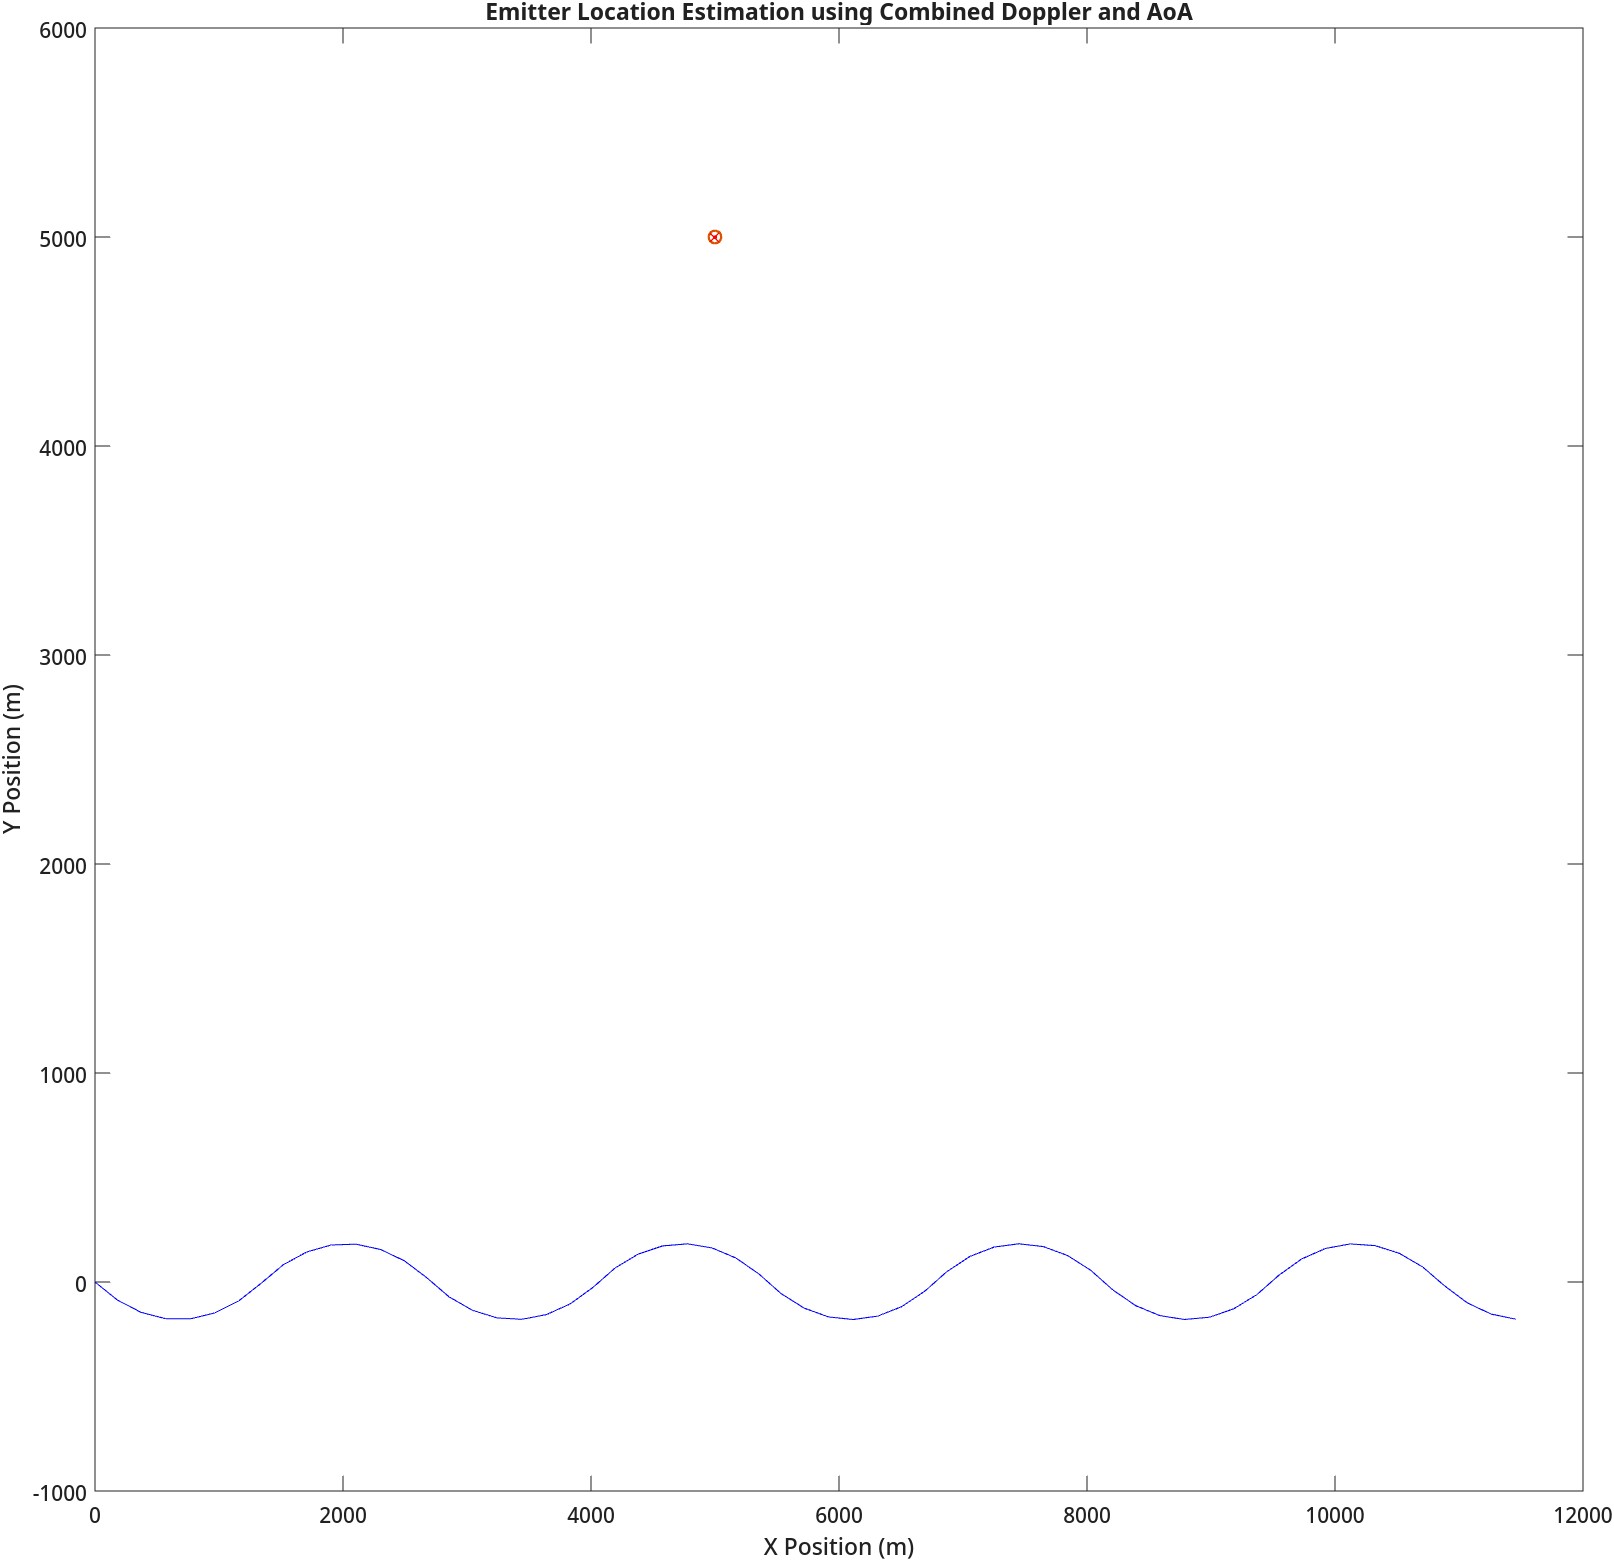 Emitter Location Estimation using Combined Doppler and AoA
6000
5000
4000
3000
2000
1000
0
-1000
Y Position (m)
0 2000 4000 6000 8000 10000 12000
X Position (m)